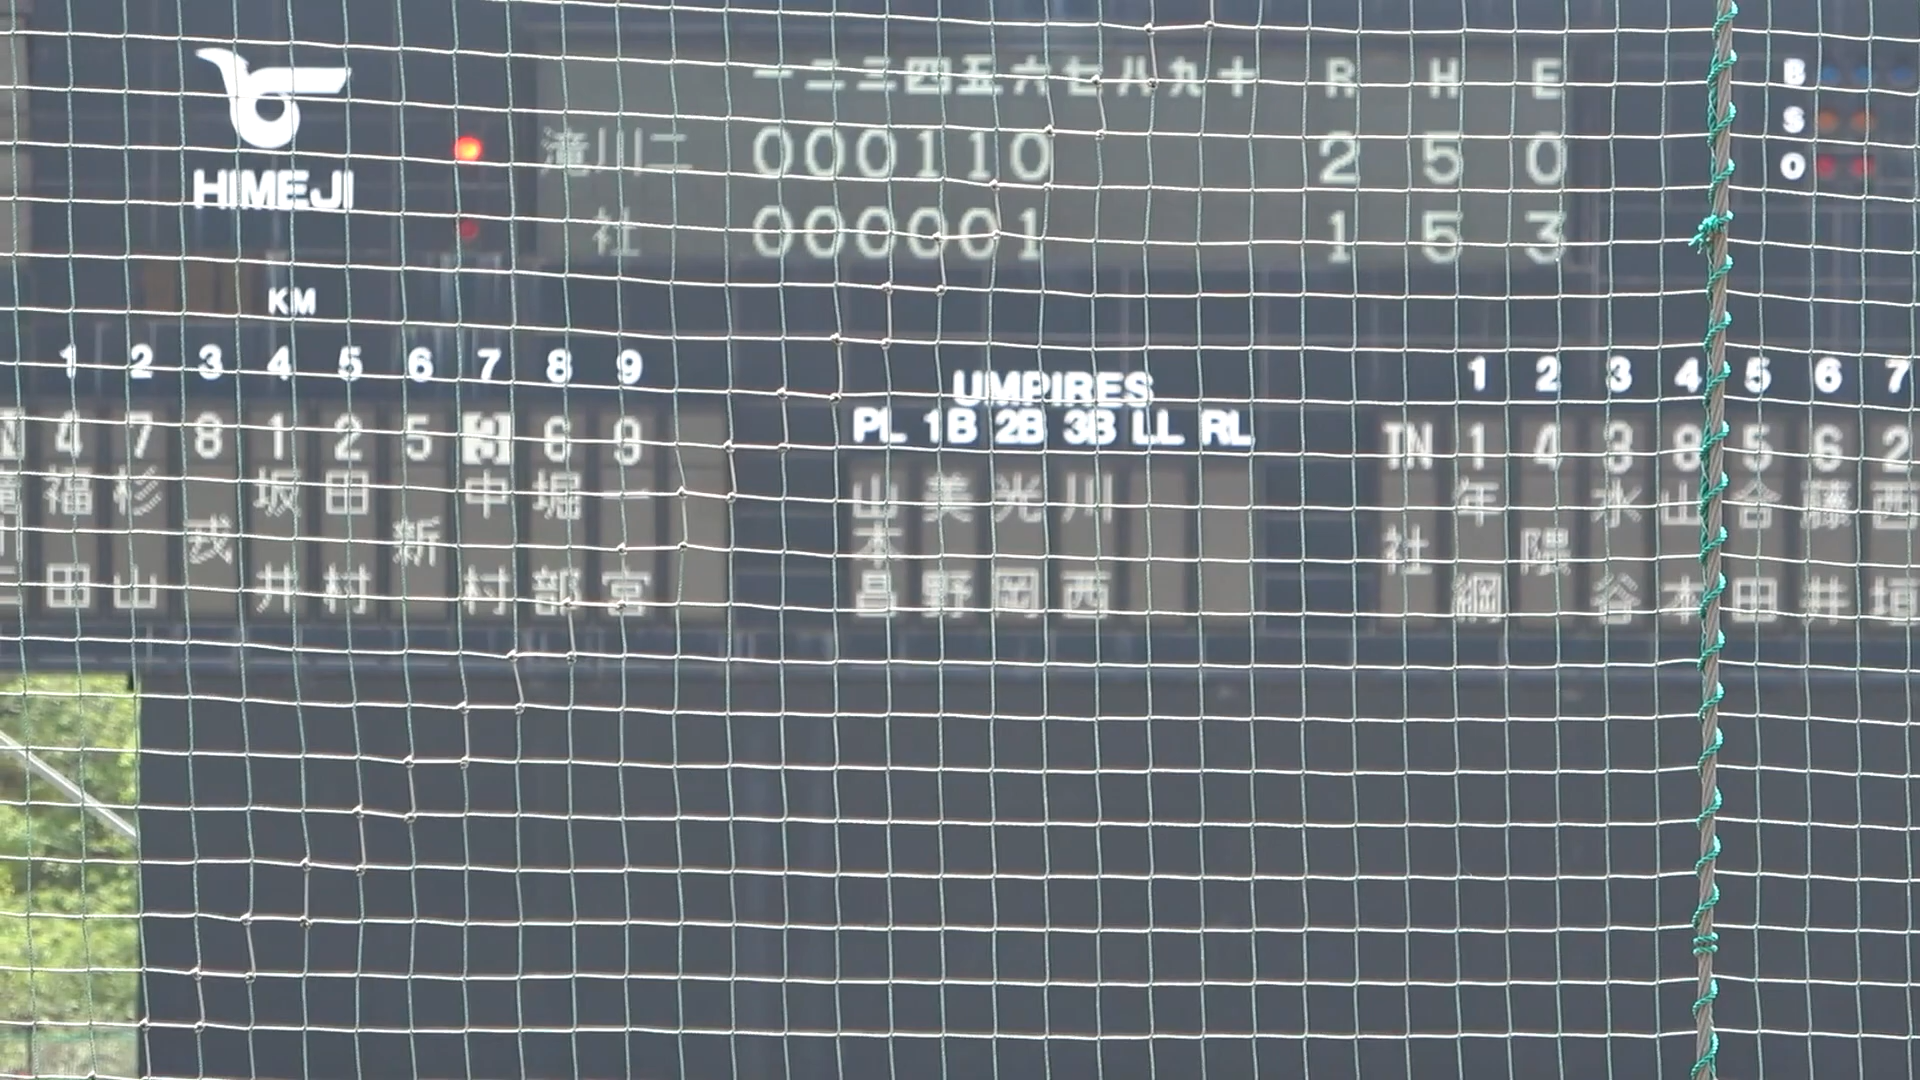 一二三四五六七八九十 R H E
B
滝川二 000110 2 5 0
S
O
HIMEJI
社 000001 1 5 3
KM
1 2 3 4 5 6 7 8 9
UMPIRES
PL 1B 2B 3B LL RL
1 2 3 4 5 6 7
4 7 8 1 2 5 3 6 9
IN 1 4 3 8 5 6 2
福田
杉山
武
坂井
田村
新
中村
堀部
一宮
山本昌
美野
光岡
川西
社
年綱
隈
水谷
山本
合田
藤井
西垣